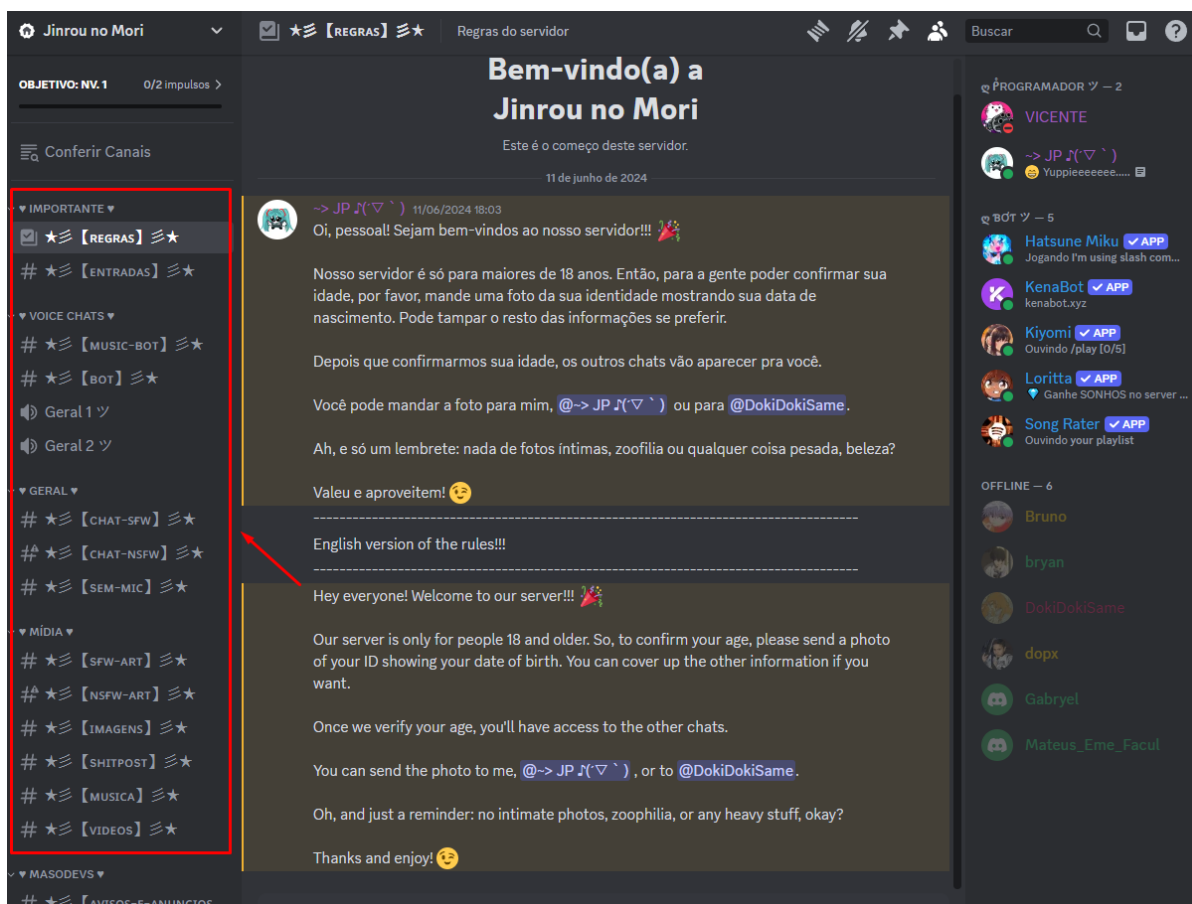 Jinrou no Mori
★彡【REGRAS】彡★
Regras do servidor
Buscar
OBJETIVO: NV. 1
0/2 impulsos
Conferir Canais
♥ IMPORTANTE ♥
★彡【REGRAS】彡★
★彡【ENTRADAS】彡★
♥ VOICE CHATS ♥
★彡【MUSIC-BOT】彡★
★彡【BOT】彡★
Geral 1 ツ
Geral 2 ツ
♥ GERAL ♥
★彡【CHAT-SFW】彡★
★彡【CHAT-NSFW】彡★
★彡【SEM-MIC】彡★
♥ MÍDIA ♥
★彡【SFW-ART】彡★
★彡【NSFW-ART】彡★
★彡【IMAGENS】彡★
★彡【SHITPOST】彡★
★彡【MUSICA】彡★
★彡【VIDEOS】彡★
♥ MASODEVS ♥
★彡【AVISOS-E-ANUNCIOS
Bem-vindo(a) a
Jinrou no Mori
Este é o começo deste servidor.
11 de junho de 2024
~> JP ♪(´▽｀) 11/06/2024 18:03
Oi, pessoal! Sejam bem-vindos ao nosso servidor!!! 🎉
Nosso servidor é só para maiores de 18 anos. Então, para a gente poder confirmar sua
idade, por favor, mande uma foto da sua identidade mostrando sua data de
nascimento. Pode tampar o resto das informações se preferir.
Depois que confirmarmos sua idade, os outros chats vão aparecer pra você.
Você pode mandar a foto para mim, @~> JP ♪(´▽｀) ou para @DokiDokiSame.
Ah, e só um lembrete: nada de fotos íntimas, zoofilia ou qualquer coisa pesada, beleza?
Valeu e aproveitem! 😉
------------------------------------------------------------------------------------
English version of the rules!!!
------------------------------------------------------------------------------------
Hey everyone! Welcome to our server!!! 🎉
Our server is only for people 18 and older. So, to confirm your age, please send a photo
of your ID showing your date of birth. You can cover up the other information if you
want.
Once we verify your age, you'll have access to the other chats.
You can send the photo to me, @~> JP ♪(´▽｀) , or to @DokiDokiSame.
Oh, and just a reminder: no intimate photos, zoophilia, or any heavy stuff, okay?
Thanks and enjoy! 😉
ღ PROGRAMADOR ツ — 2
VICENTE
~> JP ♪(´▽｀)
😄 Yuppieeeeeee.....
ღ BOT ツ — 5
Hatsune Miku ✓ APP
Jogando I'm using slash com...
KenaBot ✓ APP
kenabot.xyz
Kiyomi ✓ APP
Ouvindo /play [0/5]
Loritta ✓ APP
💎 Ganhe SONHOS no server ...
Song Rater ✓ APP
Ouvindo your playlist
OFFLINE — 6
Bruno
bryan
DokiDokiSame
dopx
Gabryel
Mateus_Eme_Facul